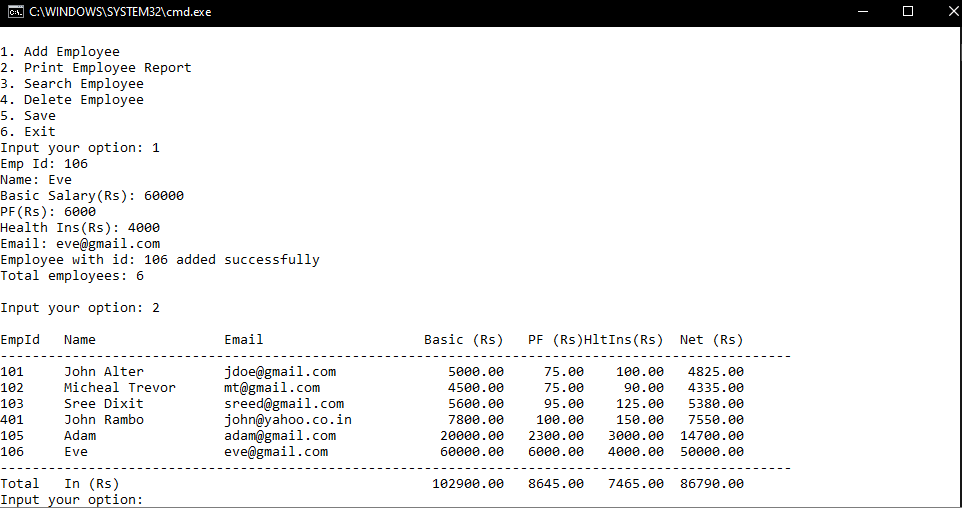 C:\WINDOWS\SYSTEM32\cmd.exe
1. Add Employee
2. Print Employee Report
3. Search Employee
4. Delete Employee
5. Save
6. Exit
Input your option: 1
Emp Id: 106
Name: Eve
Basic Salary(Rs): 60000
PF(Rs): 6000
Health Ins(Rs): 4000
Email: eve@gmail.com
Employee with id: 106 added successfully
Total employees: 6
Input your option: 2
EmpId   Name                Email                    Basic (Rs)   PF (Rs)HltIns(Rs)  Net (Rs)
---------------------------------------------------------------------------------------------------
101     John Alter          jdoe@gmail.com              5000.00     75.00    100.00   4825.00
102     Micheal Trevor      mt@gmail.com                4500.00     75.00     90.00   4335.00
103     Sree Dixit          sreed@gmail.com             5600.00     95.00    125.00   5380.00
401     John Rambo          john@yahoo.co.in            7800.00    100.00    150.00   7550.00
105     Adam                adam@gmail.com             20000.00   2300.00   3000.00  14700.00
106     Eve                 eve@gmail.com              60000.00   6000.00   4000.00  50000.00
---------------------------------------------------------------------------------------------------
Total   In (Rs)                                       102900.00   8645.00   7465.00  86790.00
Input your option: